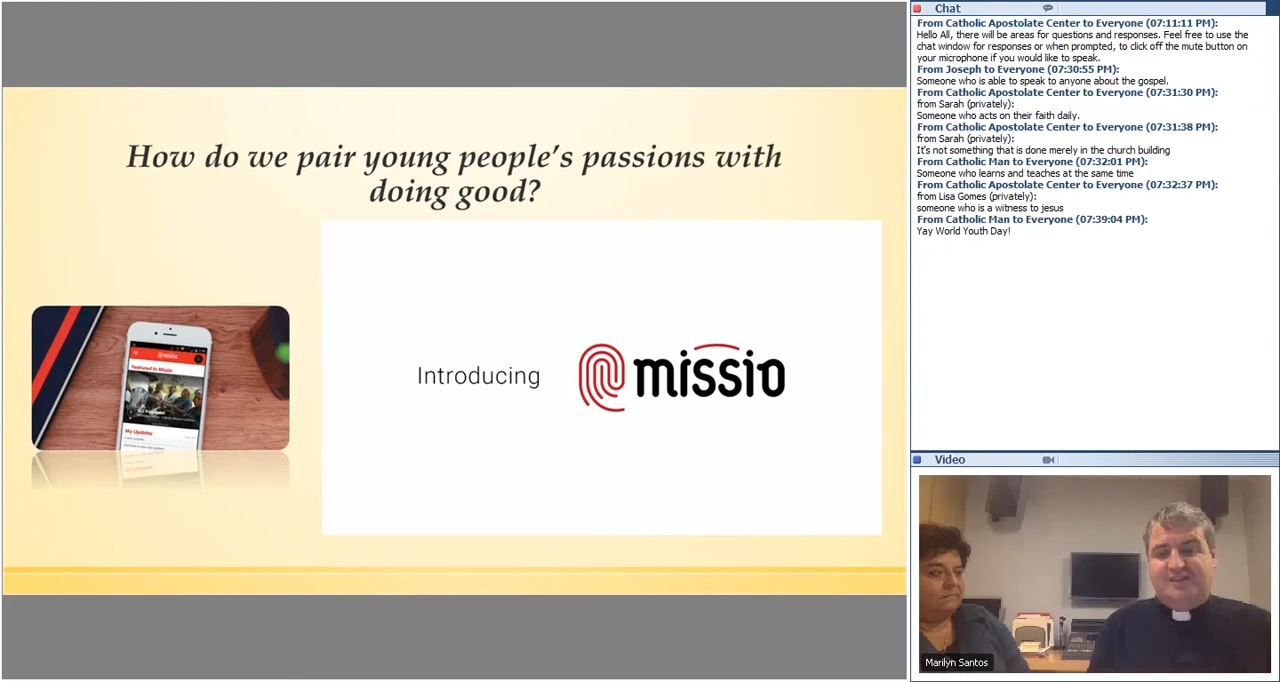 How do we pair young people's passions with
doing good?
Introducing
missio
missio
Featured in Missio
My Updates
Chat
From Catholic Apostolate Center to Everyone (07:11:11 PM):
Hello All, there will be areas for questions and responses. Feel free to use the
chat window for responses or when prompted, to click off the mute button on
your microphone if you would like to speak.
From Joseph to Everyone (07:30:55 PM):
Someone who is able to speak to anyone about the gospel.
From Catholic Apostolate Center to Everyone (07:31:30 PM):
from Sarah (privately):
Someone who acts on their faith daily.
From Catholic Apostolate Center to Everyone (07:31:38 PM):
from Sarah (privately):
It's not something that is done merely in the church building
From Catholic Man to Everyone (07:32:01 PM):
Someone who learns and teaches at the same time
From Catholic Apostolate Center to Everyone (07:32:37 PM):
from Lisa Gomes (privately):
someone who is a witness to jesus
From Catholic Man to Everyone (07:39:04 PM):
Yay World Youth Day!
Video
Marilyn Santos